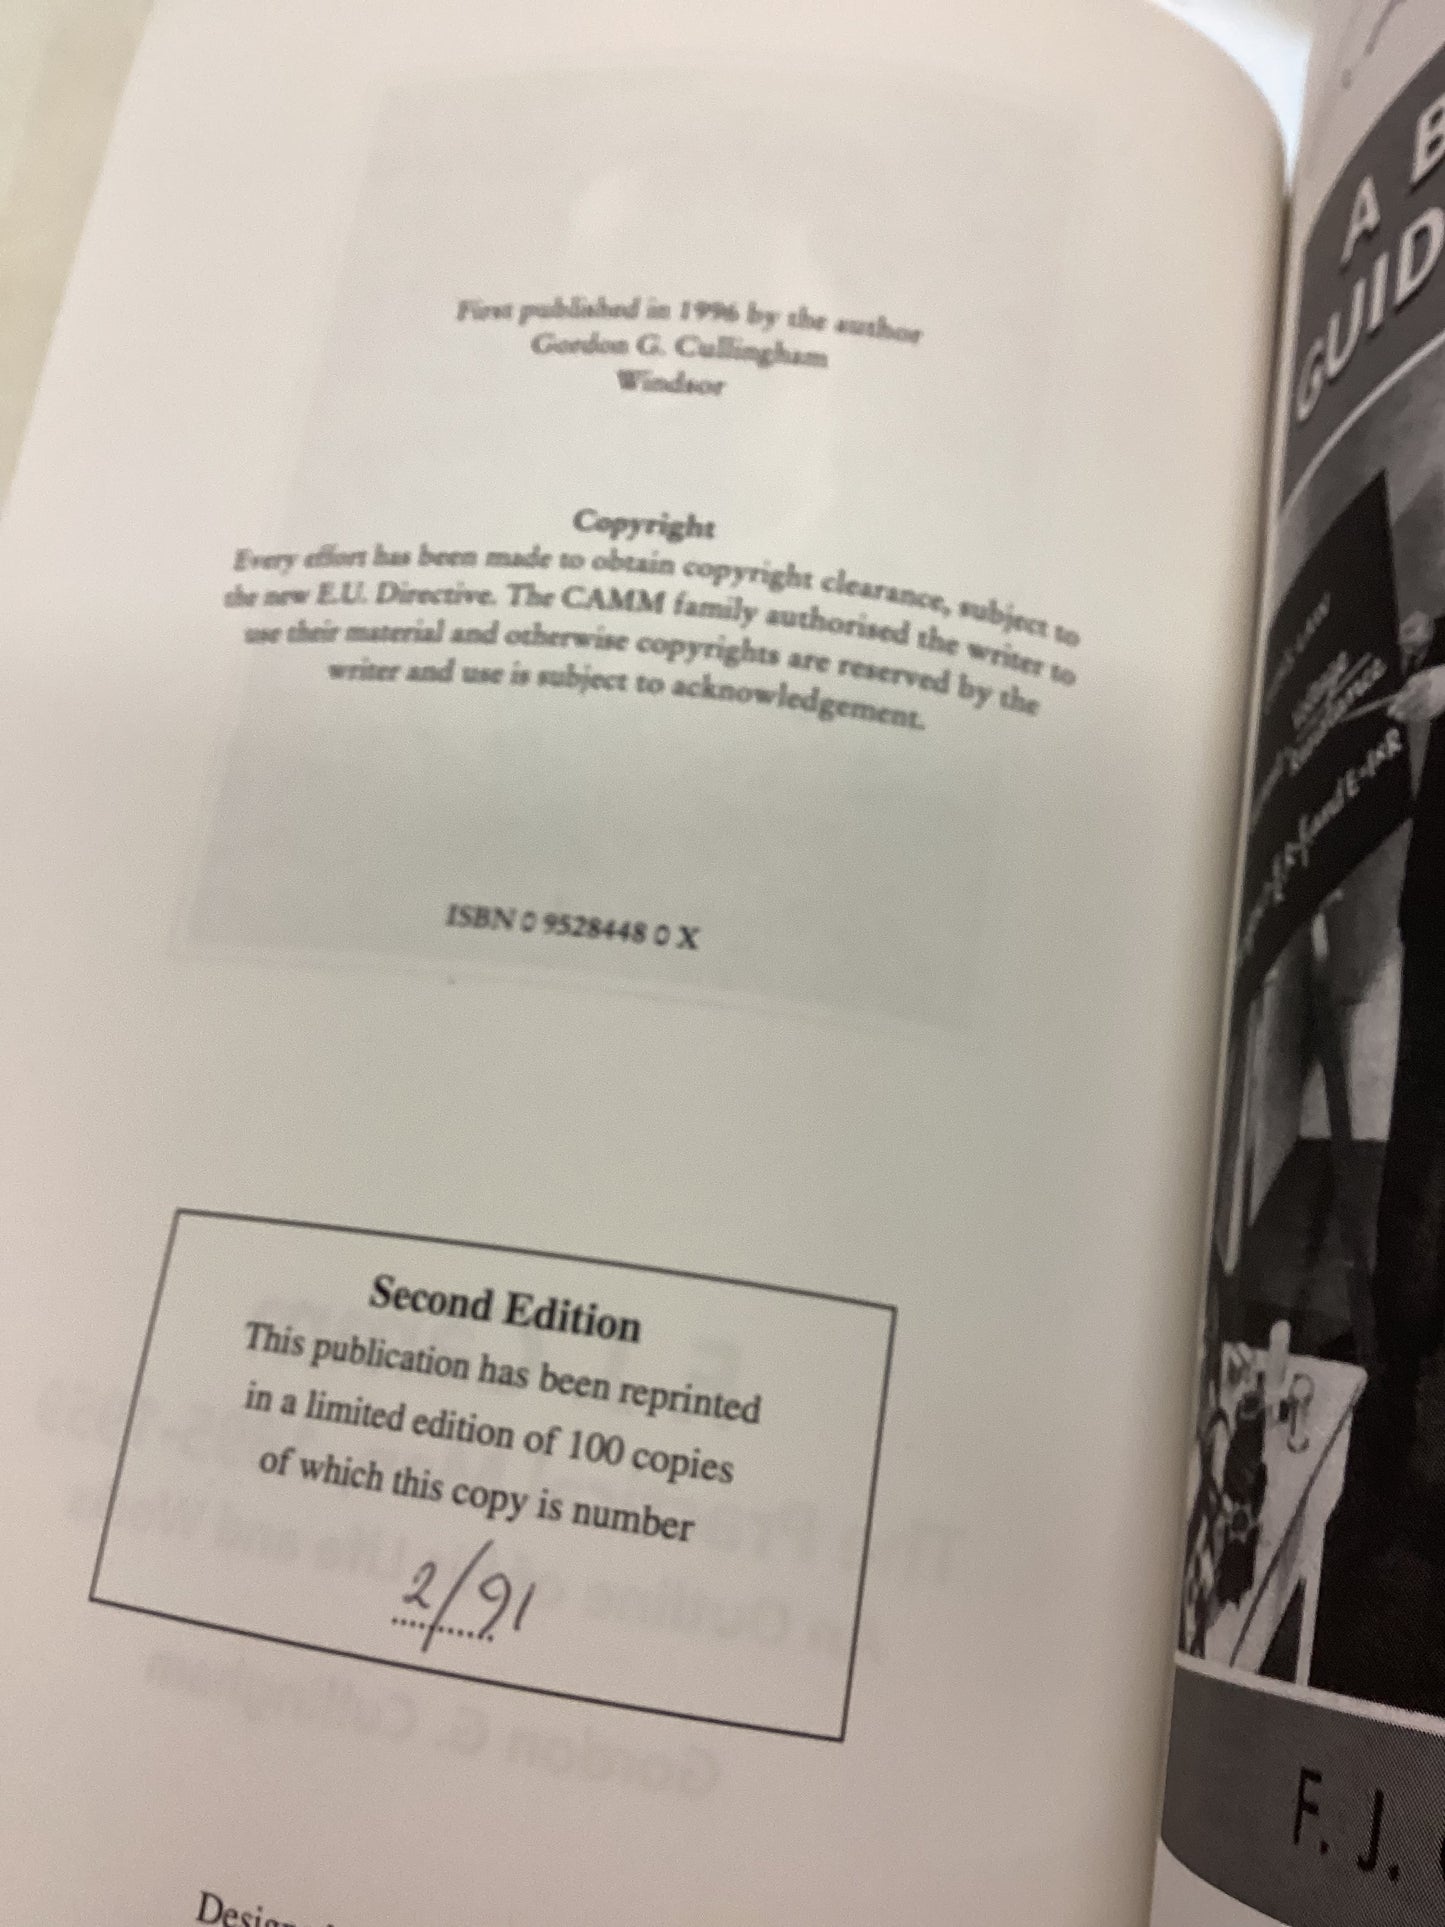 First published in 1996 by the author
Gordon G. Cullingham
Windsor
Copyright
Every effort has been made to obtain copyright clearance, subject to
the new E.U. Directive. The CAMM family authorised the writer to
use their material and otherwise copyrights are reserved by the
writer and use is subject to acknowledgement.
ISBN 0 9528448 0 X
Second Edition
This publication has been reprinted
in a limited edition of 100 copies
of which this copy is number
2/91
A B
GUID
F. J.